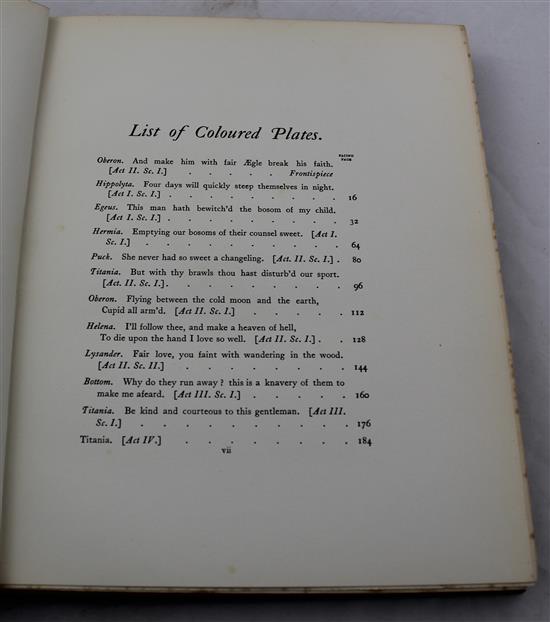 List of Coloured Plates.
FACING
PAGE
Oberon. And make him with fair Ægle break his faith.
[Act II. Sc. I.] . . . . . Frontispiece
Hippolyta. Four days will quickly steep themselves in night.
[Act I. Sc. I.] . . . . . . . . . 16
Egeus. This man hath bewitch'd the bosom of my child.
[Act I. Sc. I.] . . . . . . . . . 32
Hermia. Emptying our bosoms of their counsel sweet. [Act I.
Sc. I.] . . . . . . . . . . 64
Puck. She never had so sweet a changeling. [Act. II. Sc. I.] . 80
Titania. But with thy brawls thou hast disturb'd our sport.
[Act. II. Sc. I.] . . . . . . . . . 96
Oberon. Flying between the cold moon and the earth,
Cupid all arm'd. [Act II. Sc. I.] . . . . . 112
Helena. I'll follow thee, and make a heaven of hell,
To die upon the hand I love so well. [Act II. Sc. I.] . . 128
Lysander. Fair love, you faint with wandering in the wood.
[Act II. Sc. II.] . . . . . . . . 144
Bottom. Why do they run away? this is a knavery of them to
make me afeard. [Act III. Sc. I.] . . . . . 160
Titania. Be kind and courteous to this gentleman. [Act III.
Sc. I.] . . . . . . . . . . 176
Titania. [Act IV.] . . . . . . . . 184
vii